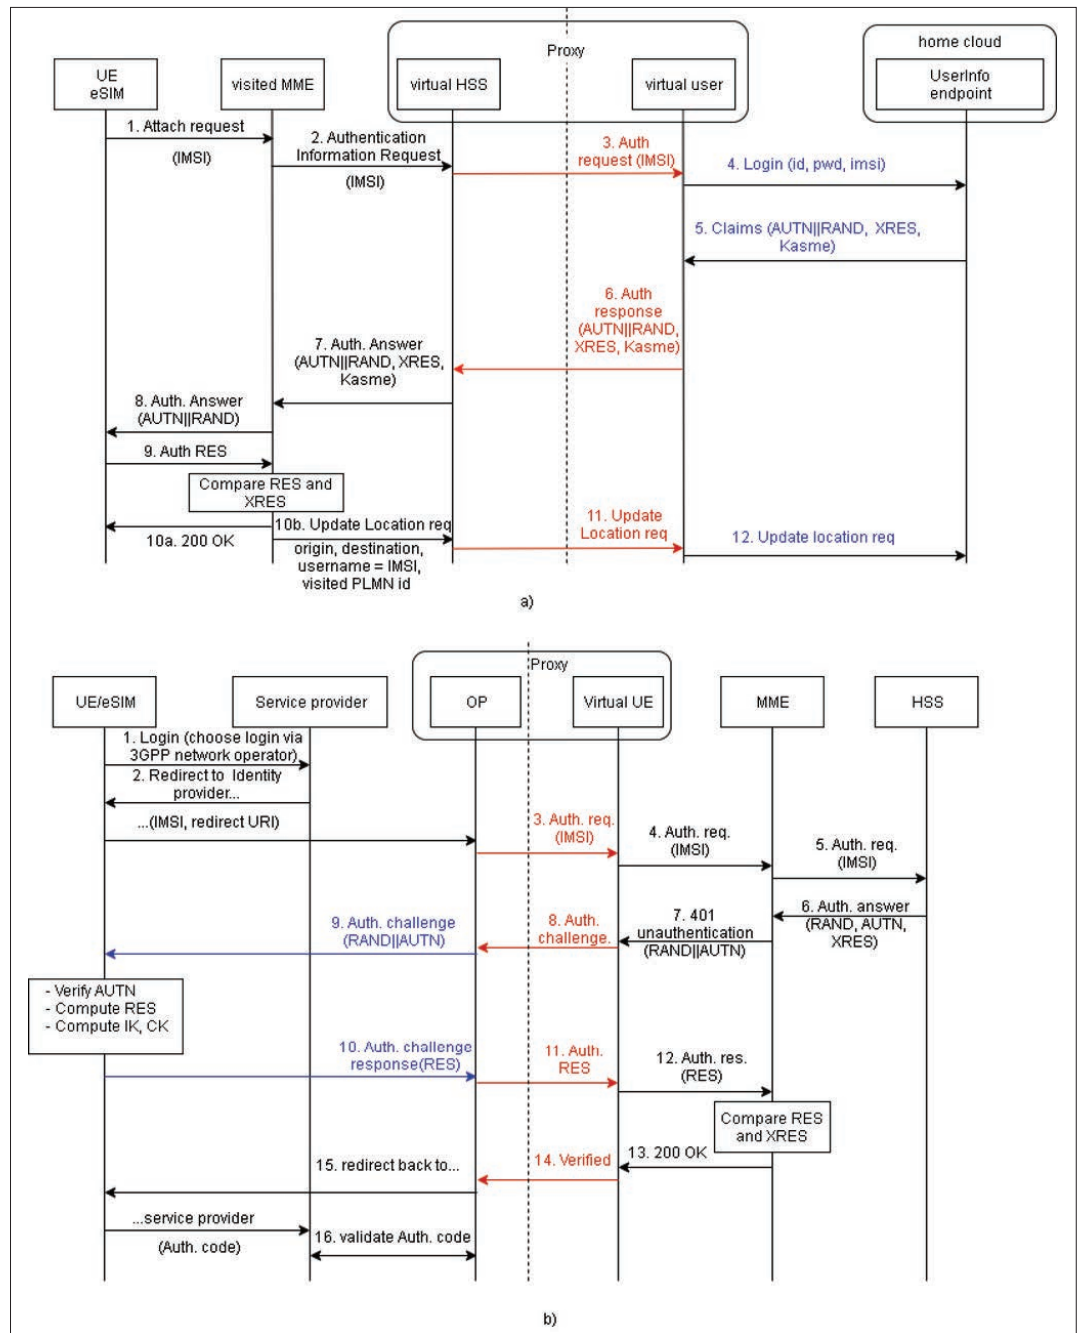 Proxy
home cloud
UE
eSIM
visited MME
virtual HSS
virtual user
UserInfo
endpoint
1. Attach request
(IMSI)
2. Authentication
Information Request
(IMSI)
3. Auth
request (IMSI)
4. Login (id, pwd, imsi)
5. Claims (AUTN||RAND, XRES,
Kasme)
6. Auth
response
(AUTN||RAND,
XRES, Kasme)
7. Auth. Answer
(AUTN||RAND, XRES,
Kasme)
8. Auth. Answer
(AUTN||RAND)
9. Auth RES
Compare RES and
XRES
10a. 200 OK
10b. Update Location req
origin, destination,
username = IMSI,
visited PLMN id
11. Update
Location req
12. Update location req
a)
Proxy
UE/eSIM
Service provider
OP
Virtual UE
MME
HSS
1. Login (choose login via
3GPP network operator)
2. Redirect to Identity
provider...
...(IMSI, redirect URI)
3. Auth. req.
(IMSI)
4. Auth. req.
(IMSI)
5. Auth. req.
(IMSI)
6. Auth. answer
(RAND, AUTN,
XRES)
7. 401
unauthentication
(RAND||AUTN)
8. Auth.
challenge.
9. Auth. challenge
(RAND||AUTN)
- Verify AUTN
- Compute RES
- Compute IK, CK
10. Auth. challenge
response(RES)
11. Auth.
RES
12. Auth. res.
(RES)
Compare RES
and XRES
13. 200 OK
14. Verified
15. redirect back to...
...service provider
(Auth. code)
16. validate Auth. code
b)